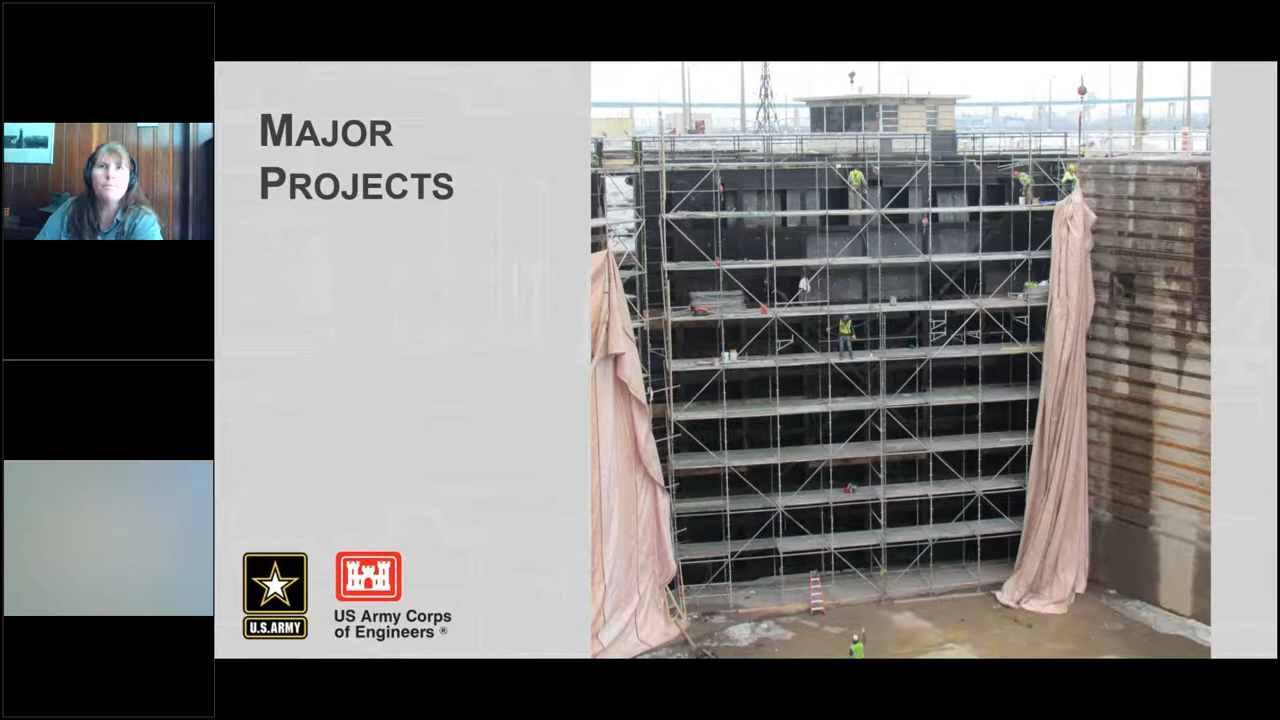 MAJOR
PROJECTS
U.S.ARMY
US Army Corps
of Engineers ®